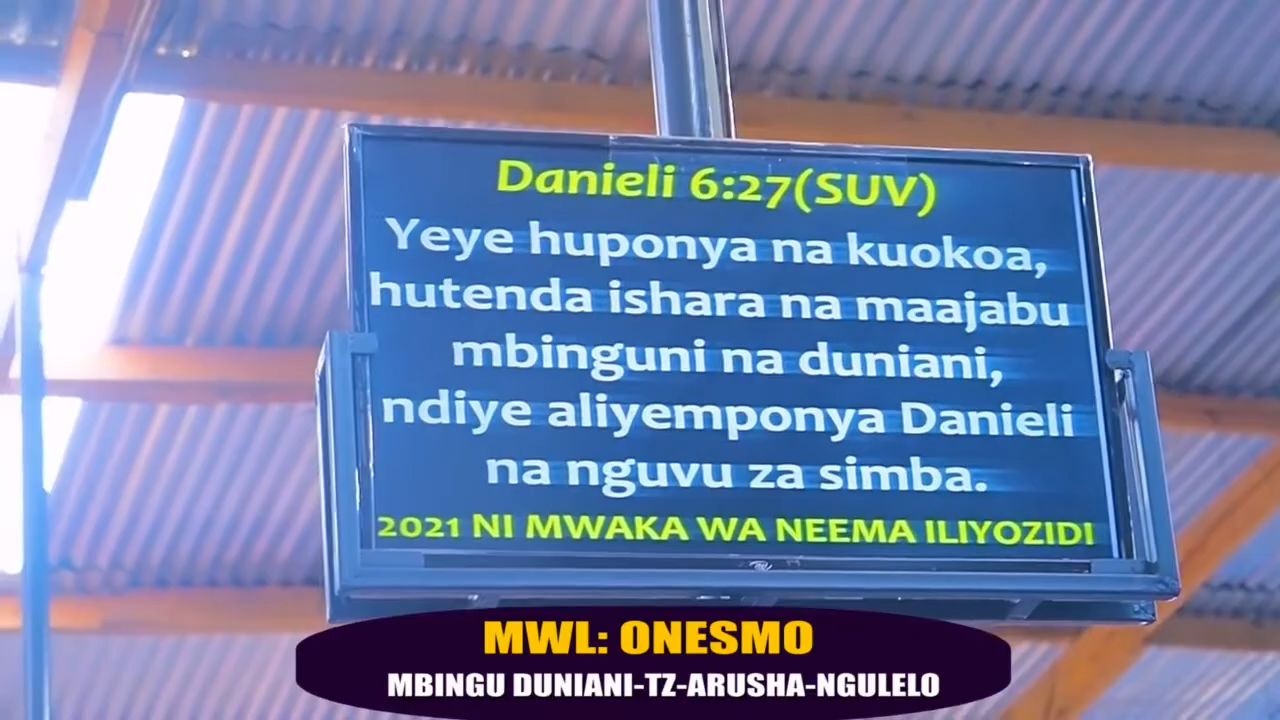 Danieli 6:27(SUV)
Yeye huponya na kuokoa,
hutenda ishara na maajabu
mbinguni na duniani,
ndiye aliyemponya Danieli
na nguvu za simba.
2021 NI MWAKA WA NEEMA ILIYOZIDI
MWL: ONESMO
MBINGU DUNIANI-TZ-ARUSHA-NGULELO